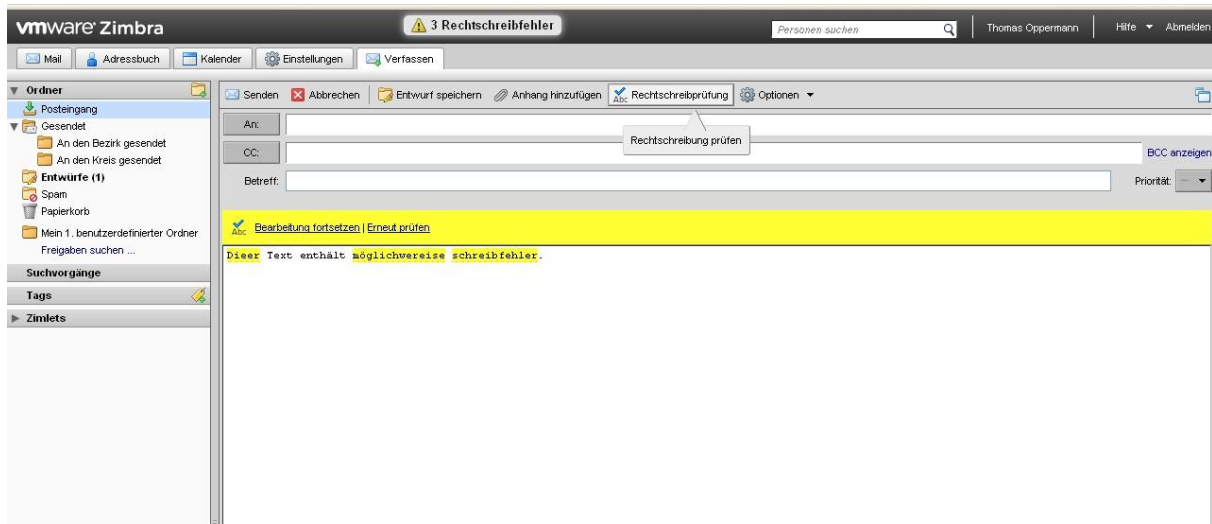 vmware Zimbra
3 Rechtschreibfehler
Personen suchen
Thomas Oppermann
Hilfe
Abmelden
Mail
Adressbuch
Kalender
Einstellungen
Verfassen
Ordner
Posteingang
Gesendet
An den Bezirk gesendet
An den Kreis gesendet
Entwürfe (1)
Spam
Papierkorb
Mein 1. benutzerdefinierter Ordner
Freigaben suchen ...
Suchvorgänge
Tags
Zimlets
Senden
Abbrechen
Entwurf speichern
Anhang hinzufügen
Abc Rechtschreibprüfung
Optionen
Rechtschreibung prüfen
An:
CC:
BCC anzeigen
Betreff:
Priorität:
Abc Bearbeitung fortsetzen | Erneut prüfen
Dieer Text enthält möglichwereise schreibfehler.